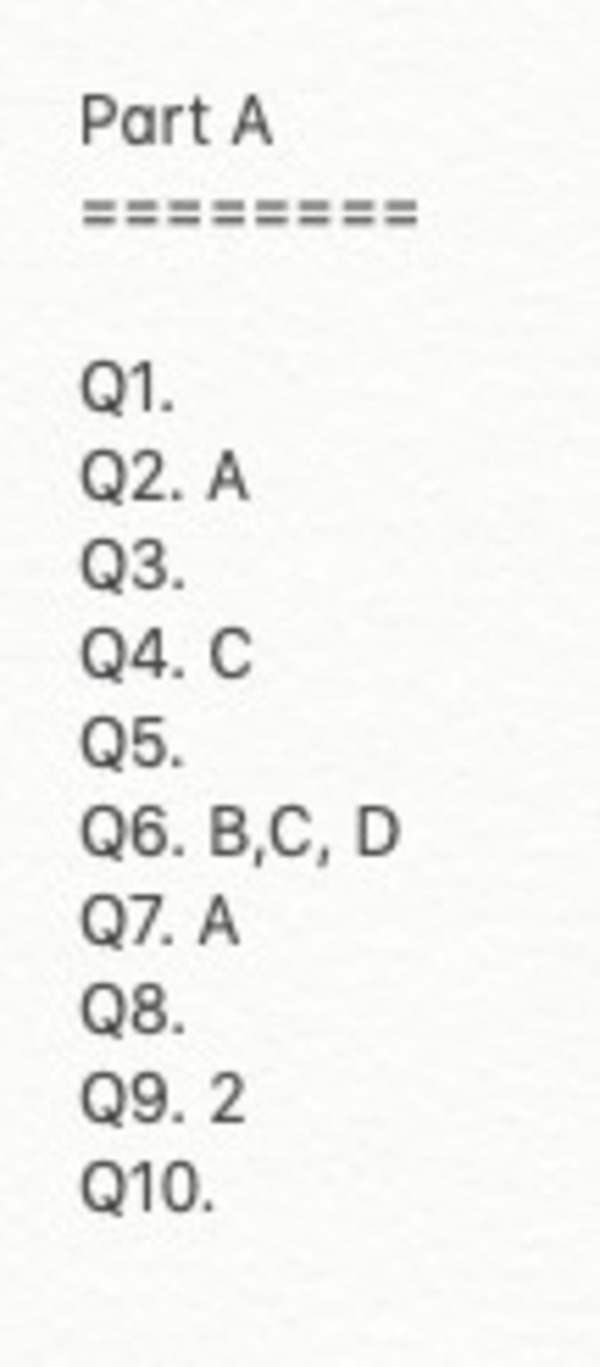 Part A
========
Q1.
Q2. A
Q3.
Q4. C
Q5.
Q6. B,C, D
Q7. A
Q8.
Q9. 2
Q10.